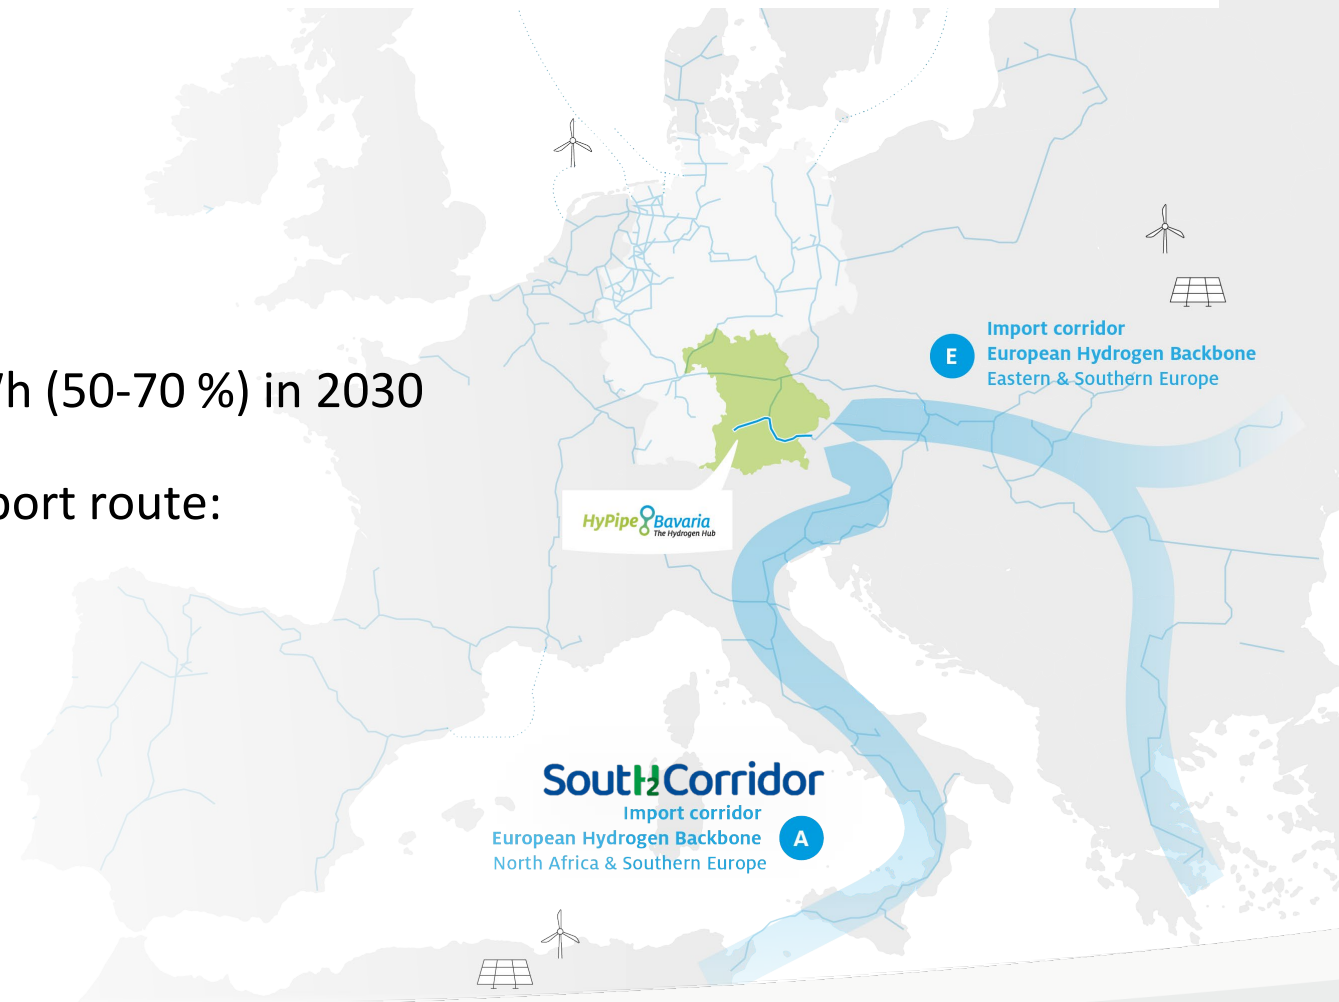 E
Import corridor
European Hydrogen Backbone
Eastern & Southern Europe
(50-70 %) in 2030
route:
HyPipe Bavaria
The Hydrogen Hub
SoutH2Corridor
Import corridor
European Hydrogen Backbone
North Africa & Southern Europe
A